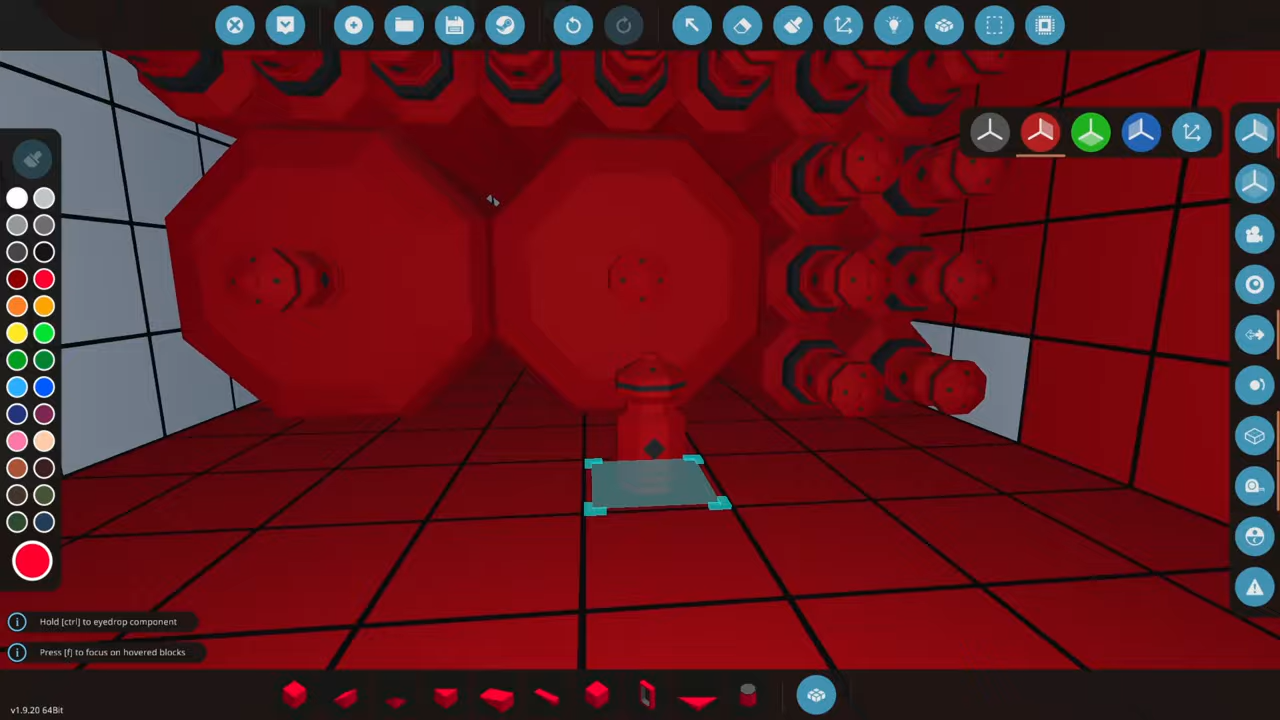 Hold [ctrl] to eyedrop component
Press [f] to focus on hovered blocks
v1.9.20 64Bit